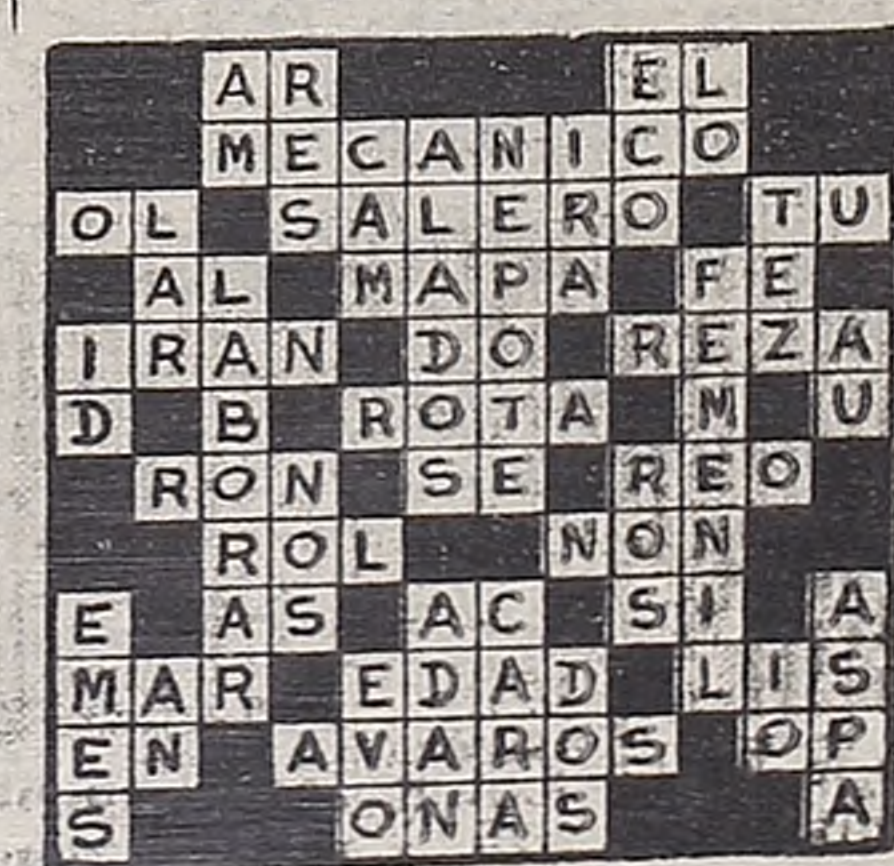 AR EL
MECANICO
OL SALERO TU
AL MAPA FE
IRAN DO REZA
D B ROTA M U
RON SE REO
ROL NON
E AS AC SI A
MAR EDAD LIS
EN AVAROS OP
S ONAS A